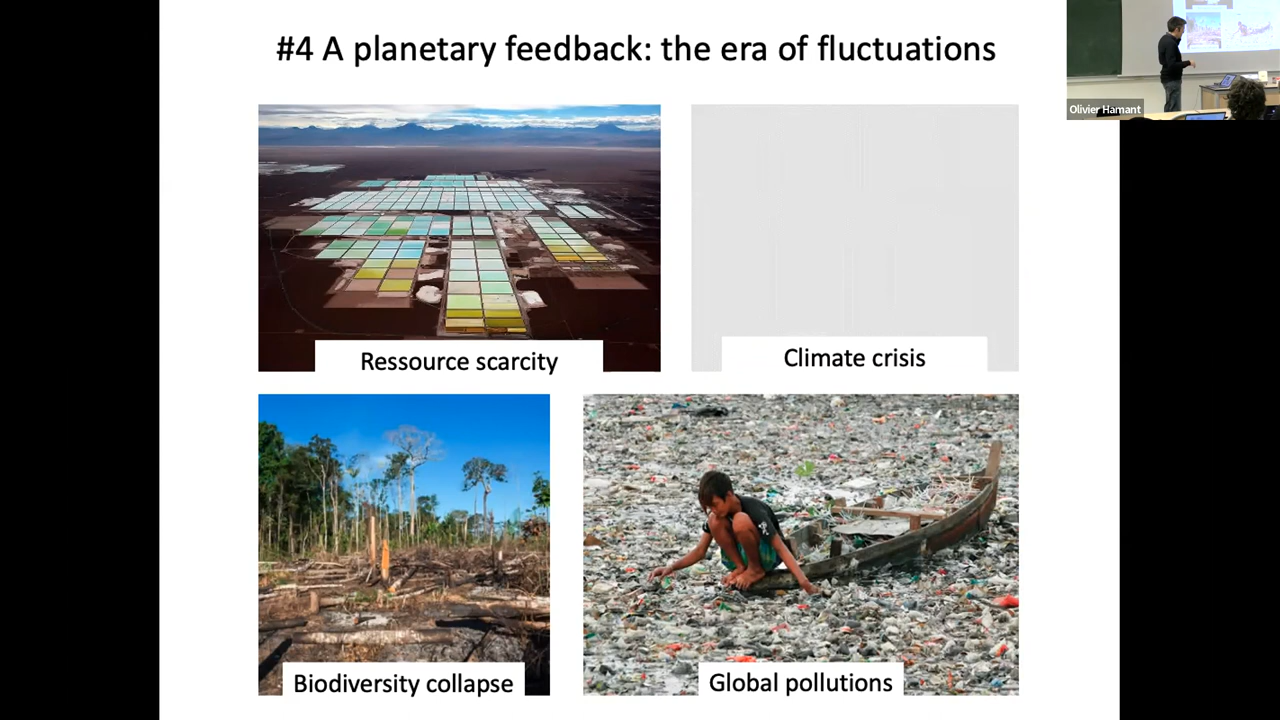 #4 A planetary feedback: the era of fluctuations
Olivier Hamant
Ressource scarcity
Climate crisis
Biodiversity collapse
Global pollutions